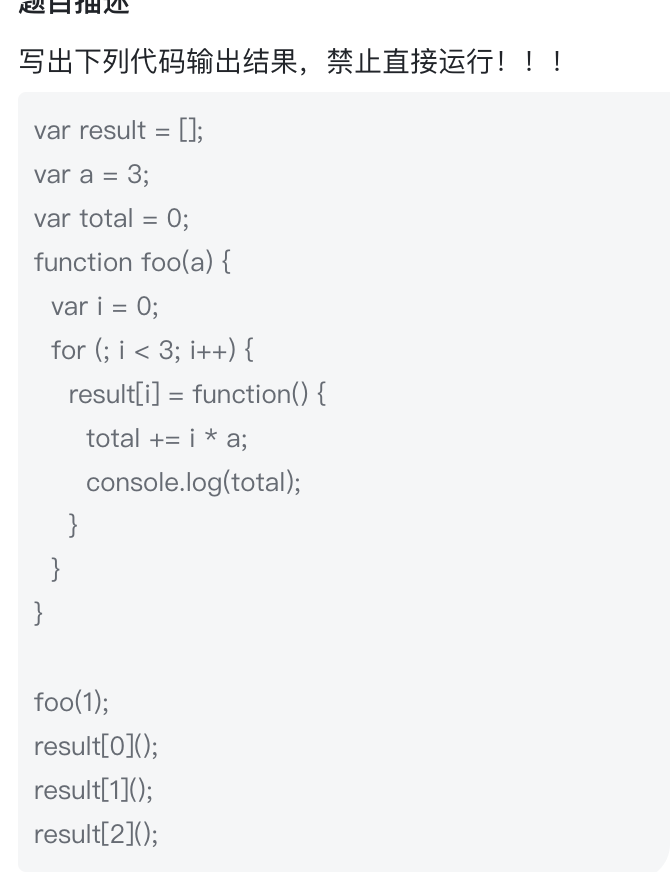 题目描述
写出下列代码输出结果，禁止直接运行！！！
var result = [];
var a = 3;
var total = 0;
function foo(a) {
var i = 0;
for (; i < 3; i++) {
result[i] = function() {
total += i * a;
console.log(total);
}
}
}
foo(1);
result[0]();
result[1]();
result[2]();